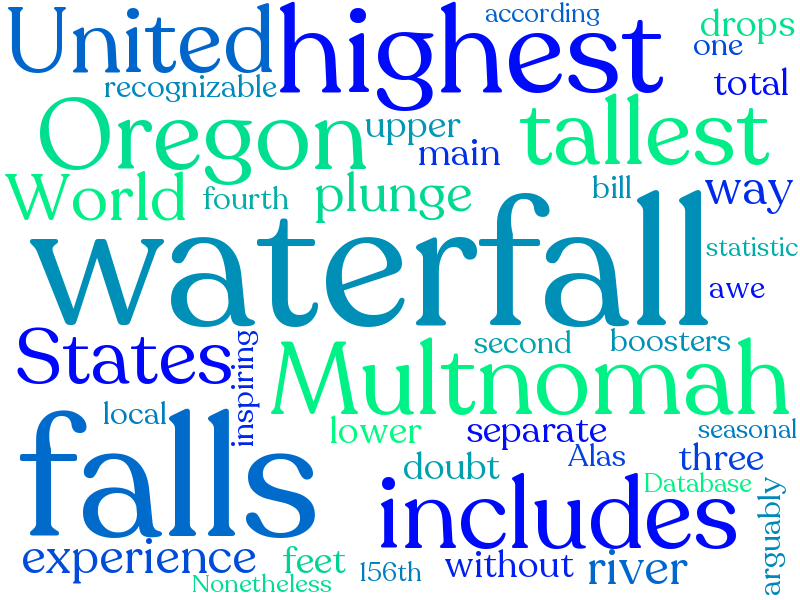 according
United
highest
drops
one
recognizable
total
Oregon
upper
tallest
main
World
fourth
plunge
bill
way
waterfall
statistic
awe
States
inspiring
second
boosters
Multnomah
local
lower
separate
seasonal
falls
doubt
Alas
three
includes
Database
arguably
experience
feet
156th
without
river
Nonetheless